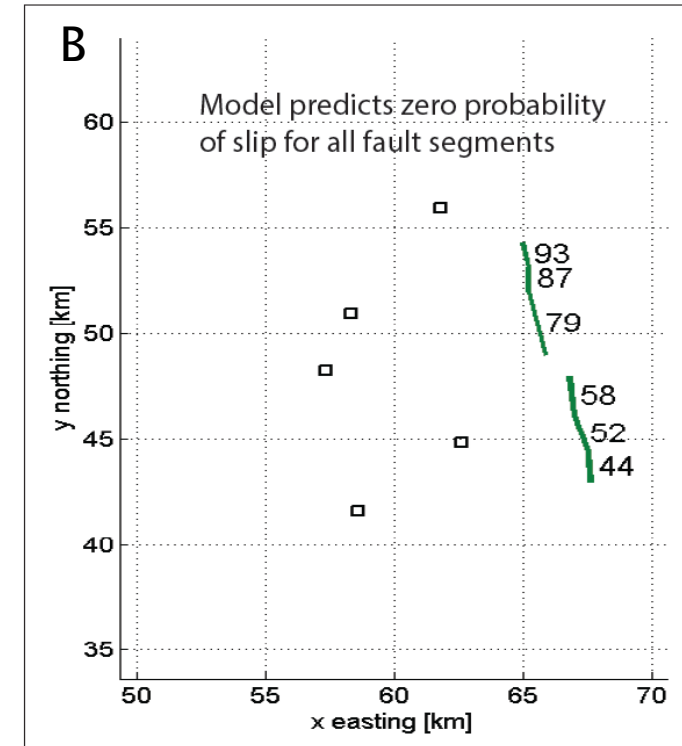 B
Model predicts zero probability
of slip for all fault segments
60
55
50
45
40
35
y northing [km]
93
87
79
58
52
44
50 55 60 65 70
x easting [km]